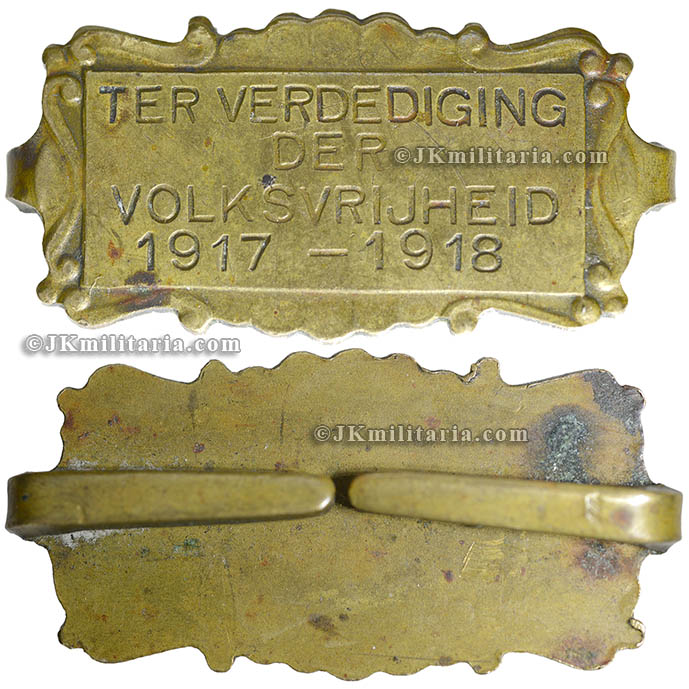 TER VERDEDIGING
DER
©JKmilitaria.com
VOLKSVRIJHEID
1917 – 1918
©JKmilitaria.com
©JKmilitaria.com